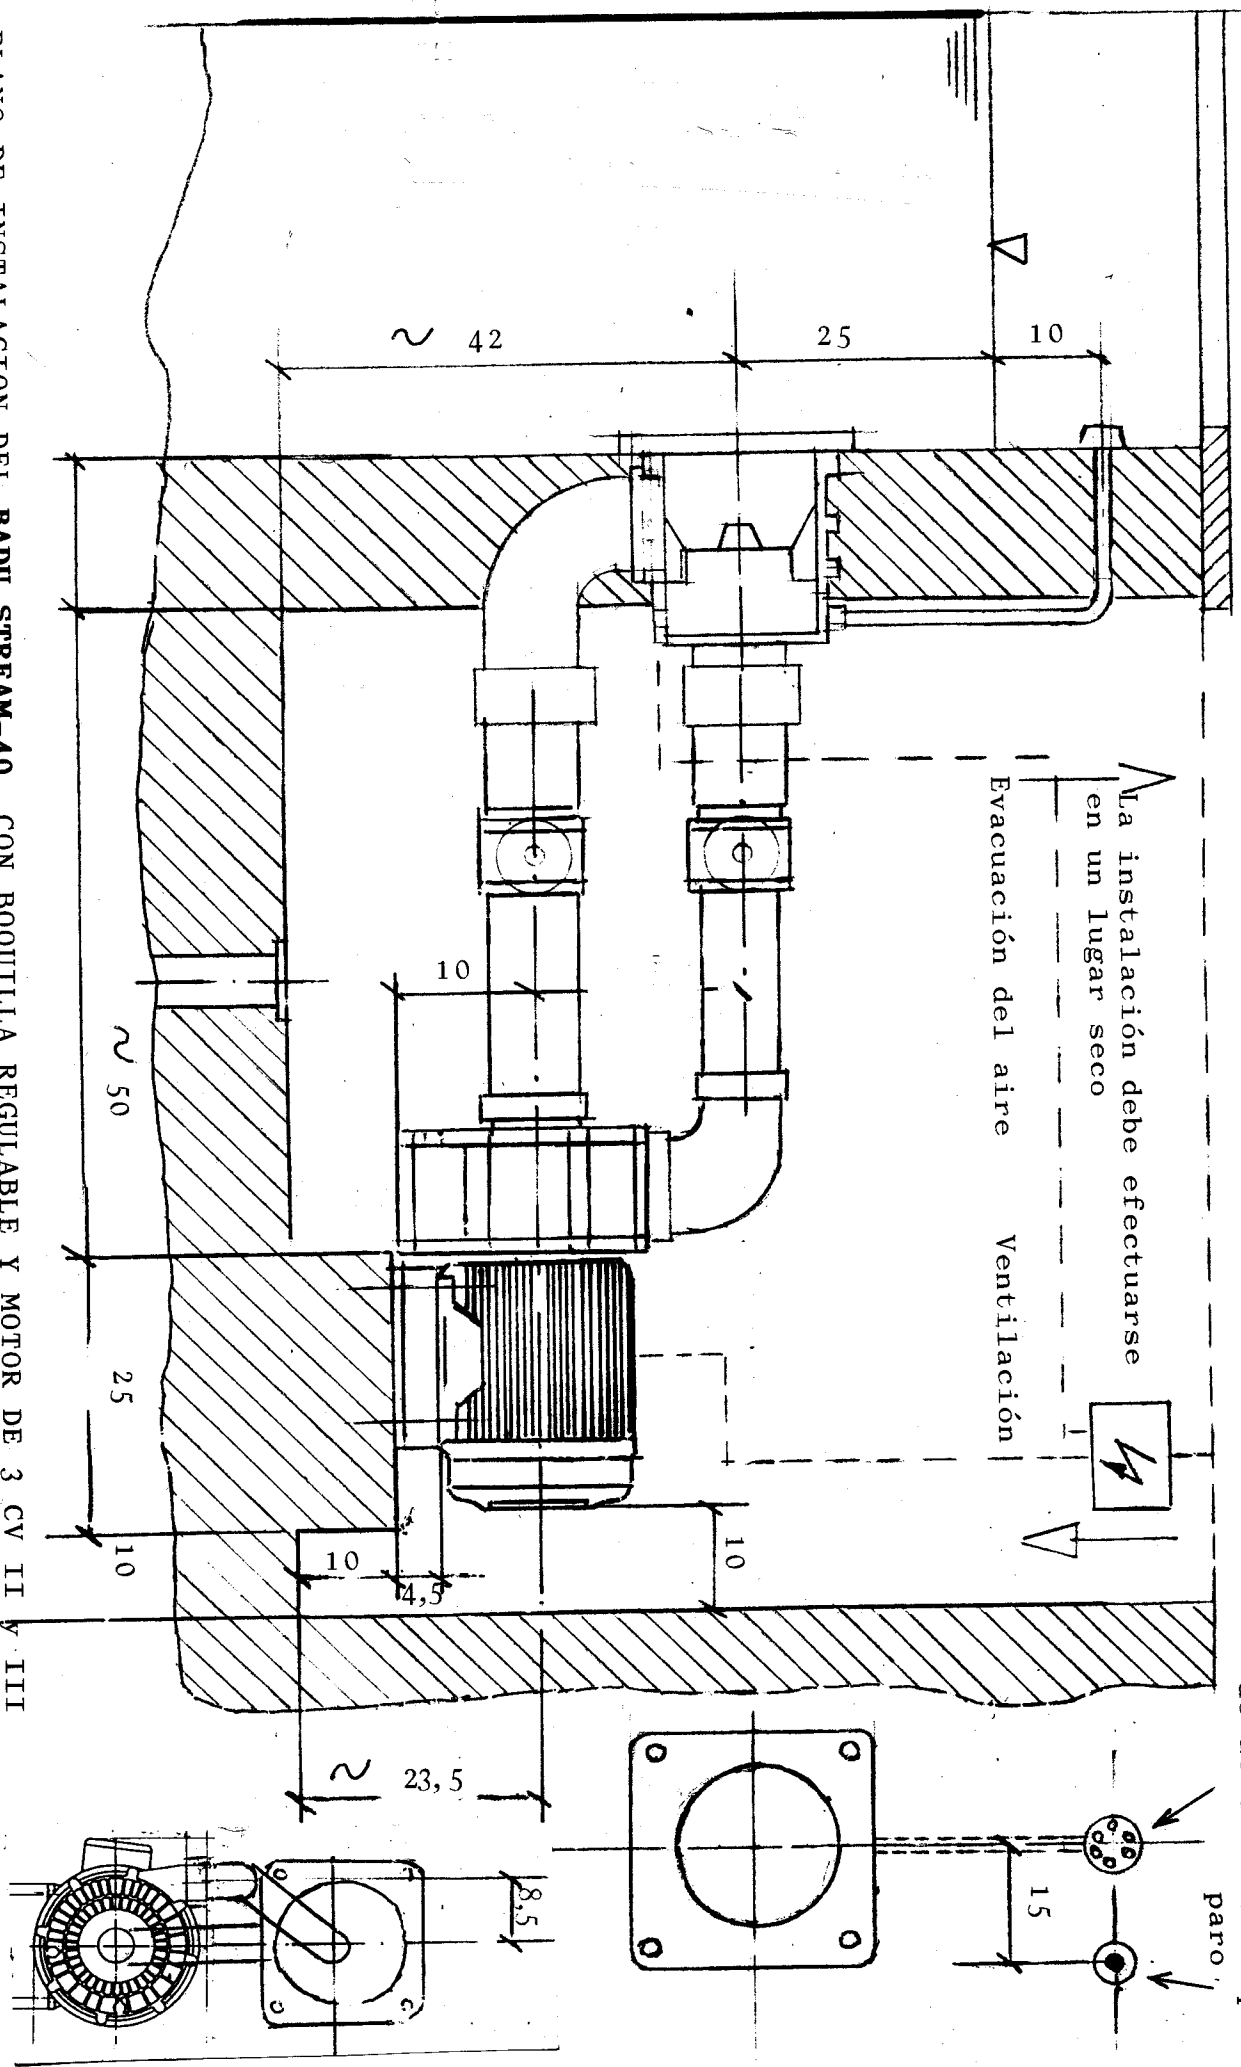 La instalación debe efectuarse
en un lugar seco
Evacuación del aire
Ventilación
paro,
10
25
~ 42
10
~ 50
25
10
10
4,5
10
~ 23,5
15
8,5
PLANO DE INSTALACION DEL BADU STREAM-40 CON BOQUILLA REGULABLE Y MOTOR DE 3 CV II y III